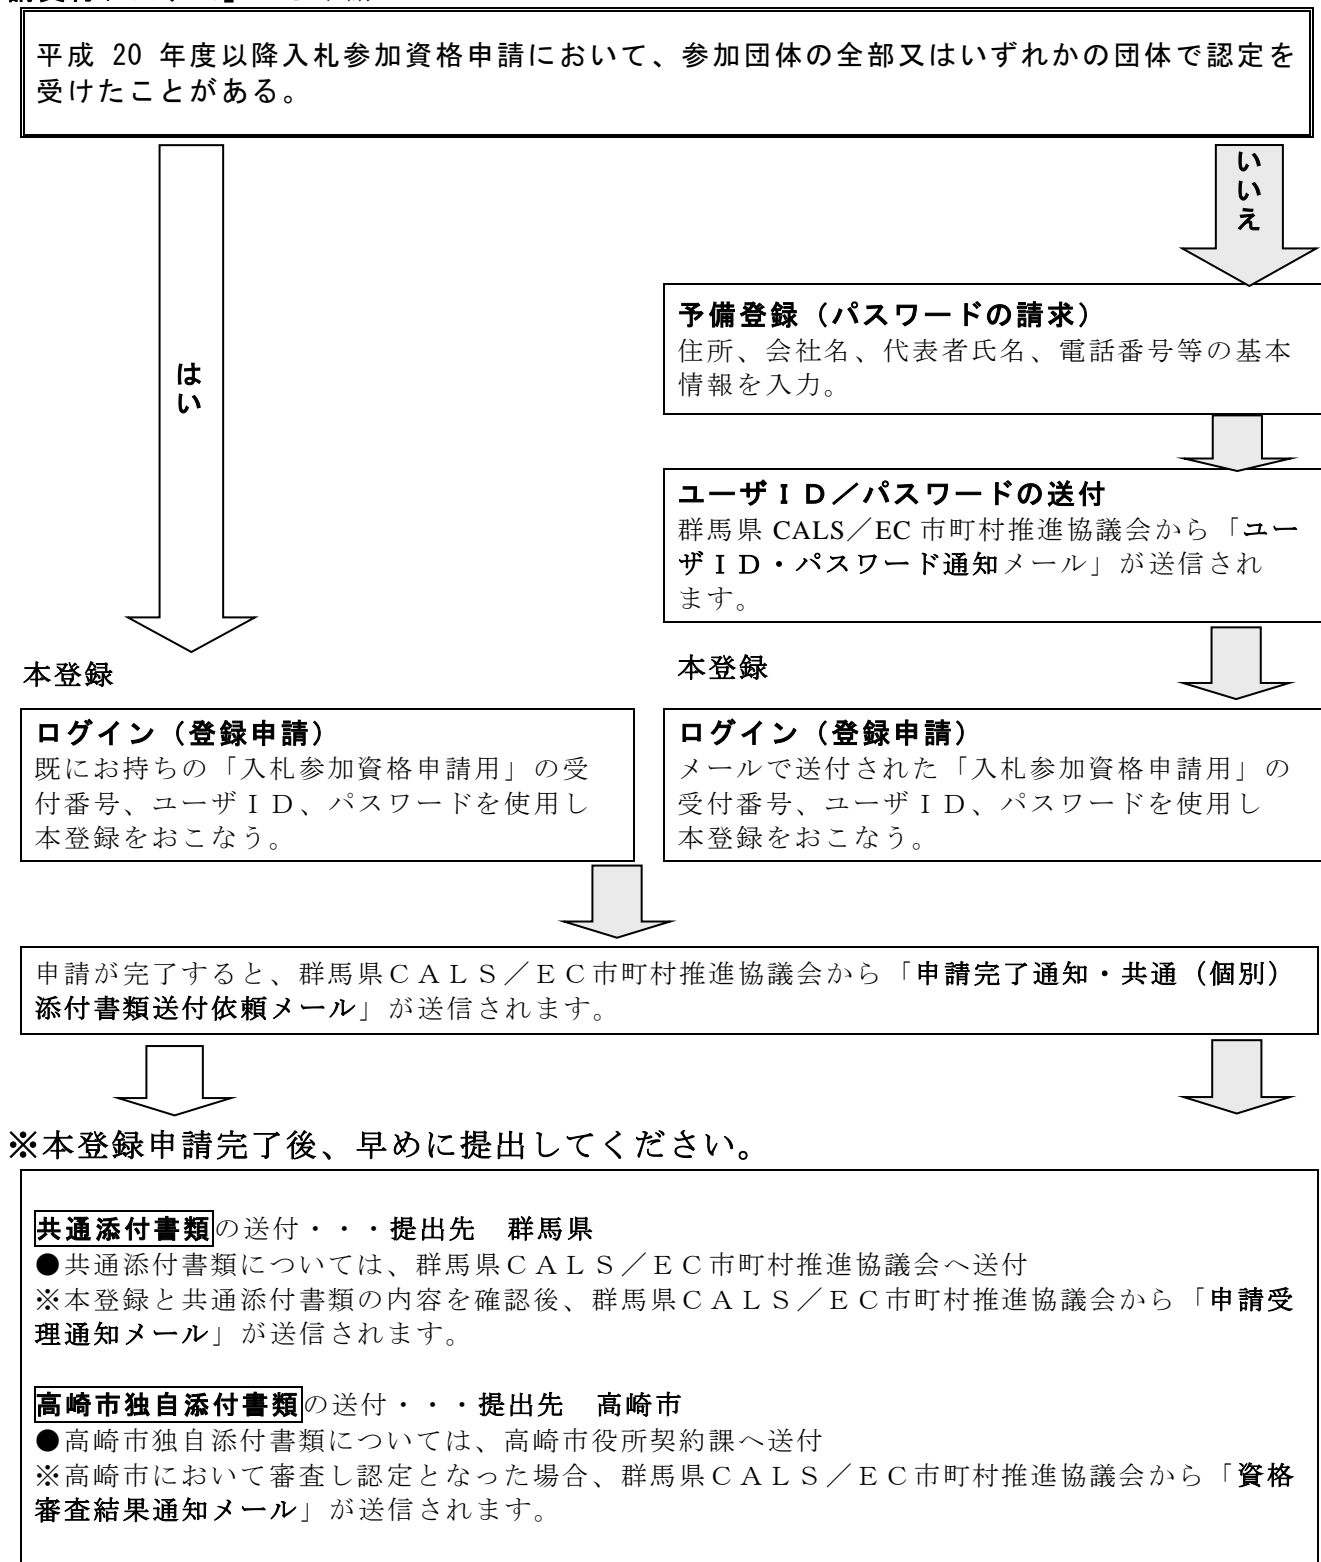 平成 20 年度以降入札参加資格申請において、参加団体の全部又はいずれかの団体で認定を
受けたことがある。
いいえ
はい
予備登録（パスワードの請求）
住所、会社名、代表者氏名、電話番号等の基本
情報を入力。
ユーザＩＤ／パスワードの送付
群馬県 CALS／EC 市町村推進協議会から「ユー
ザＩＤ・パスワード通知メール」が送信され
ます。
本登録
本登録
ログイン（登録申請）
既にお持ちの「入札参加資格申請用」の受
付番号、ユーザＩＤ、パスワードを使用し
本登録をおこなう。
ログイン（登録申請）
メールで送付された「入札参加資格申請用」の
受付番号、ユーザＩＤ、パスワードを使用し
本登録をおこなう。
申請が完了すると、群馬県ＣＡＬＳ／ＥＣ市町村推進協議会から「申請完了通知・共通（個別）
添付書類送付依頼メール」が送信されます。
※本登録申請完了後、早めに提出してください。
共通添付書類の送付・・・提出先　群馬県
●共通添付書類については、群馬県ＣＡＬＳ／ＥＣ市町村推進協議会へ送付
※本登録と共通添付書類の内容を確認後、群馬県ＣＡＬＳ／ＥＣ市町村推進協議会から「申請受
理通知メール」が送信されます。
高崎市独自添付書類の送付・・・提出先　高崎市
●高崎市独自添付書類については、高崎市役所契約課へ送付
※高崎市において審査し認定となった場合、群馬県ＣＡＬＳ／ＥＣ市町村推進協議会から「資格
審査結果通知メール」が送信されます。